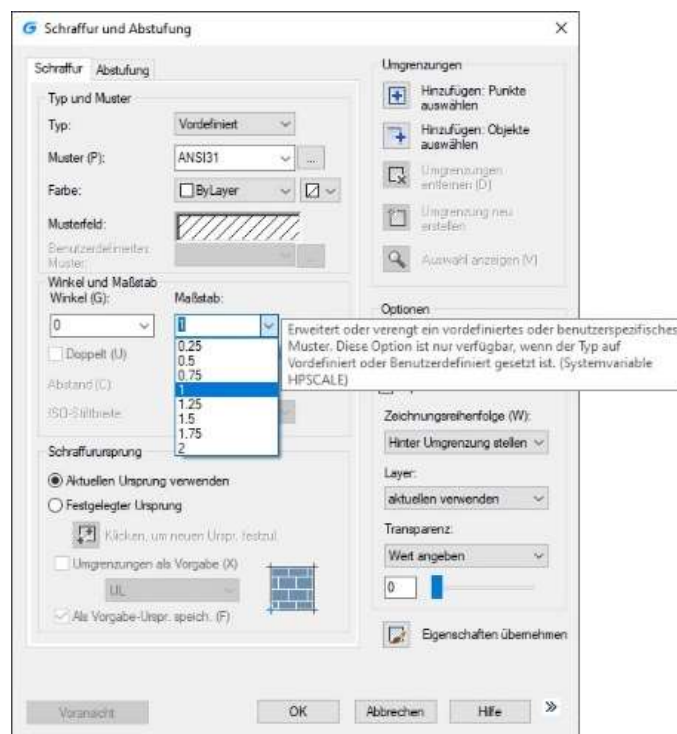 Schraffur und Abstufung
Schraffur Abstufung
Typ und Muster
Typ:
Vordefiniert
Muster (P):
ANSI31
...
Farbe:
ByLayer
Musterfeld:
Benutzerdefiniertes
Muster:
...
Winkel und Maßstab
Winkel (G):
Maßstab:
0
1
0.25
0.5
0.75
1
1.25
1.5
1.75
2
Doppelt (U)
Abstand (C)
ISO-Stiftbreite:
Schraffurursprung
Aktuellen Ursprung verwenden
Festgelegter Ursprung
Klicken, um neuen Urspr. festzul.
Umgrenzungen als Vorgabe (X)
UL
Als Vorgabe-Urspr. speich. (F)
Umgrenzungen
Hinzufügen: Punkte
auswählen
Hinzufügen: Objekte
auswählen
Umgrenzungen
entfernen (D)
Umgrenzung neu
erstellen
Auswahl anzeigen (V)
Optionen
Erweitert oder verengt ein vordefiniertes oder benutzerspezifisches
Muster. Diese Option ist nur verfügbar, wenn der Typ auf
Vordefiniert oder Benutzerdefiniert gesetzt ist. (Systemvariable
HPSCALE)
Zeichnungsreihenfolge (W):
Hinter Umgrenzung stellen
Layer:
aktuellen verwenden
Transparenz:
Wert angeben
0
Eigenschaften übernehmen
Voransicht
OK
Abbrechen
Hilfe